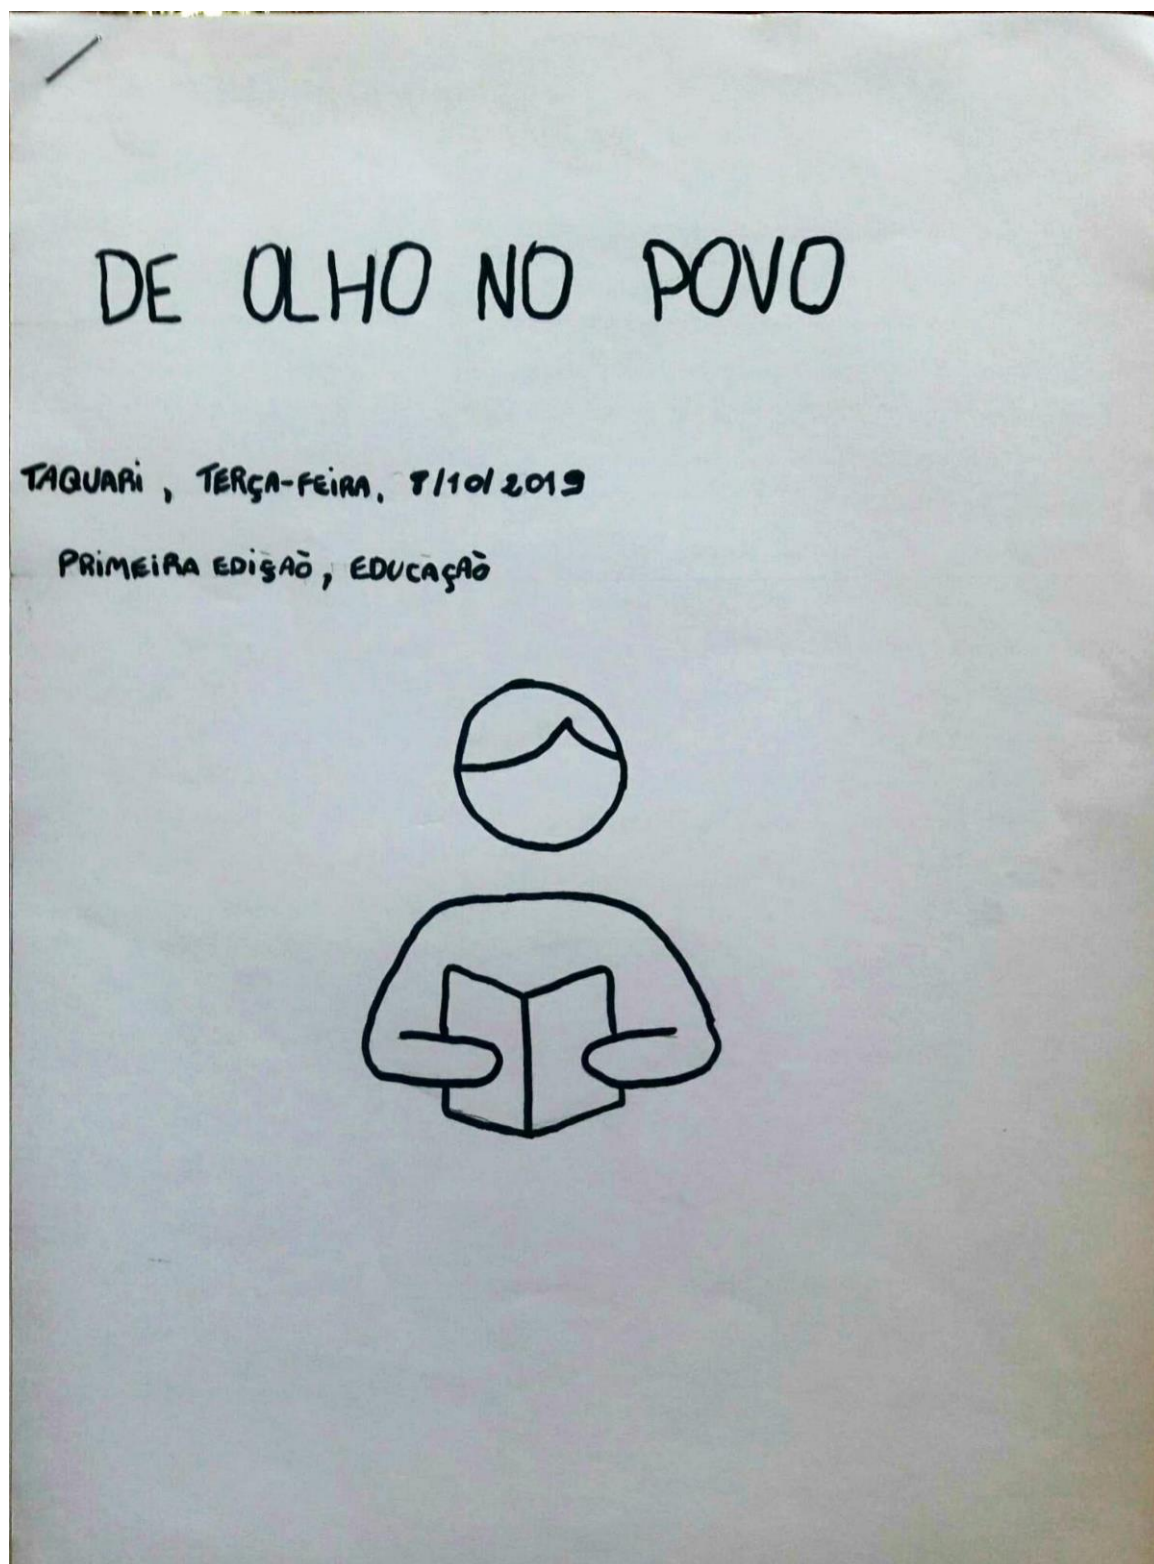 DE OLHO NO POVO
TAQUARi, TERÇA-FEiRA, 8/10/2019
PRiMEiRA EDiÇÃO, EDUCAÇÃO